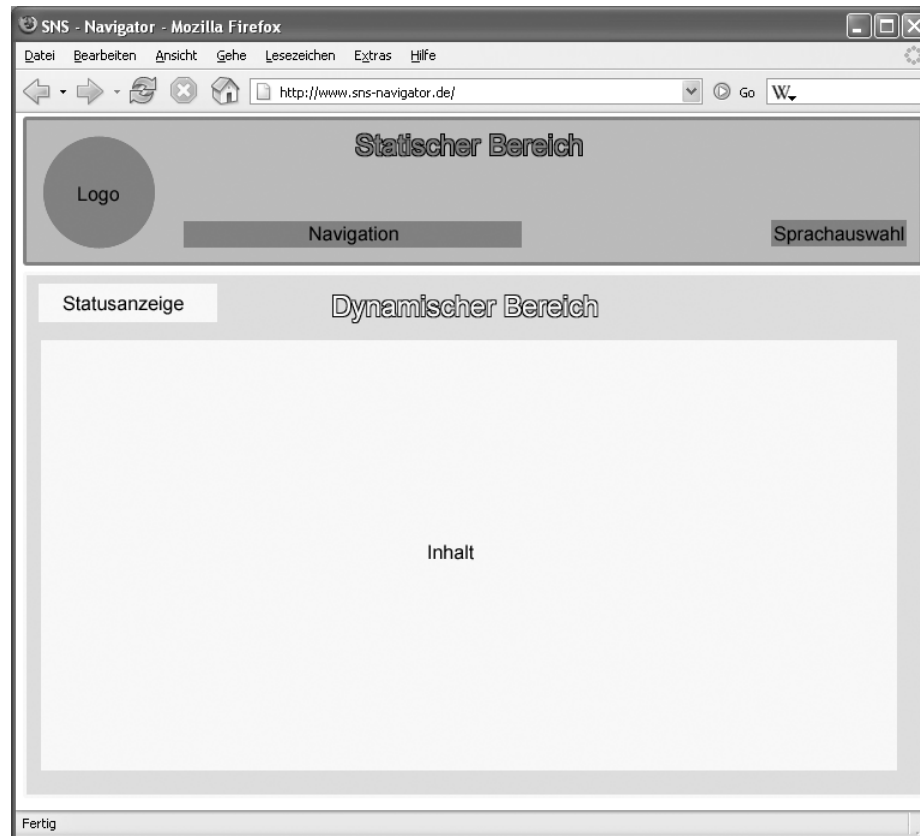 SNS - Navigator - Mozilla Firefox
Datei Bearbeiten Ansicht Gehe Lesezeichen Extras Hilfe
http://www.sns-navigator.de/ Go W
Statischer Bereich
Logo
Navigation Sprachauswahl
Statusanzeige Dynamischer Bereich
Inhalt
Fertig